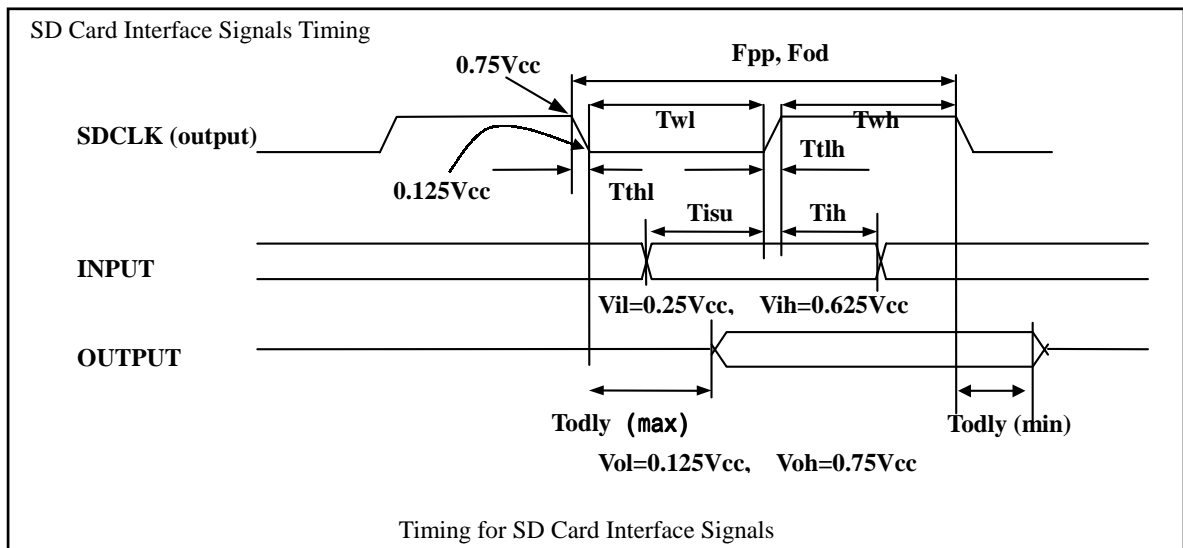 SD Card Interface Signals Timing
Fpp, Fod
0.75Vcc
Twl
Twh
SDCLK (output)
Ttlh
0.125Vcc
Tthl
Tisu
Tih
INPUT
Vil=0.25Vcc, Vih=0.625Vcc
OUTPUT
Todly (max)
Todly (min)
Vol=0.125Vcc, Voh=0.75Vcc
Timing for SD Card Interface Signals